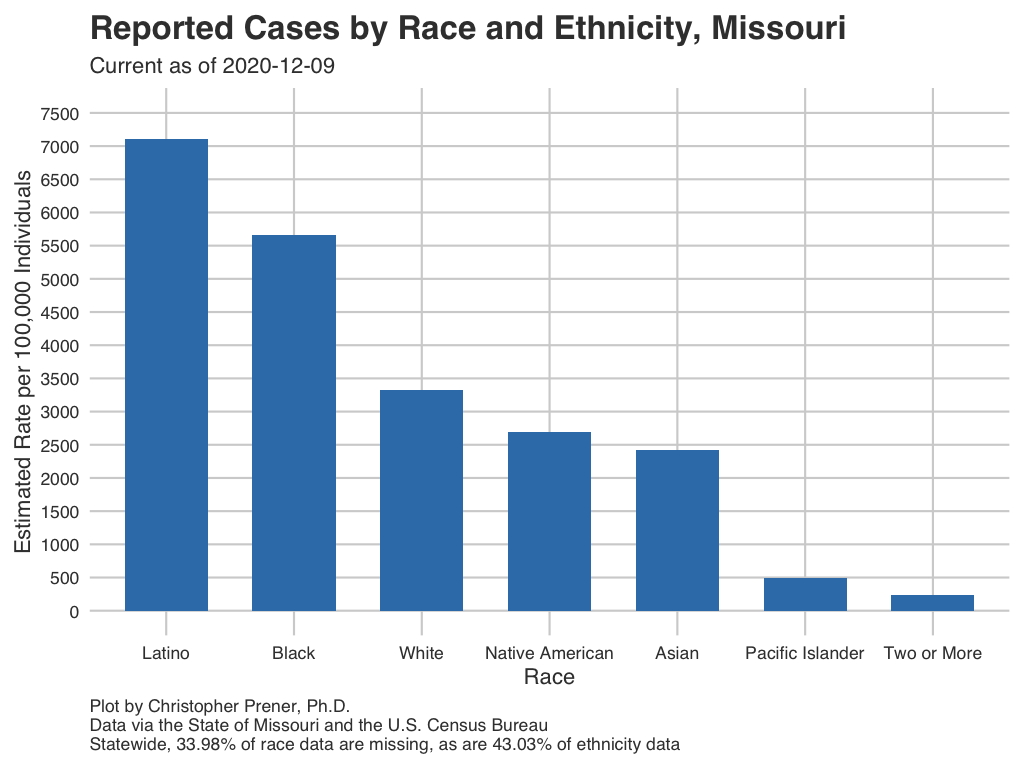 Reported Cases by Race and Ethnicity, Missouri
Current as of 2020-12-09
Estimated Rate per 100,000 Individuals
7500
7000
6500
6000
5500
5000
4500
4000
3500
3000
2500
2000
1500
1000
500
0
Latino Black White Native American Asian Pacific Islander Two or More
Race
Plot by Christopher Prener, Ph.D.
Data via the State of Missouri and the U.S. Census Bureau
Statewide, 33.98% of race data are missing, as are 43.03% of ethnicity data